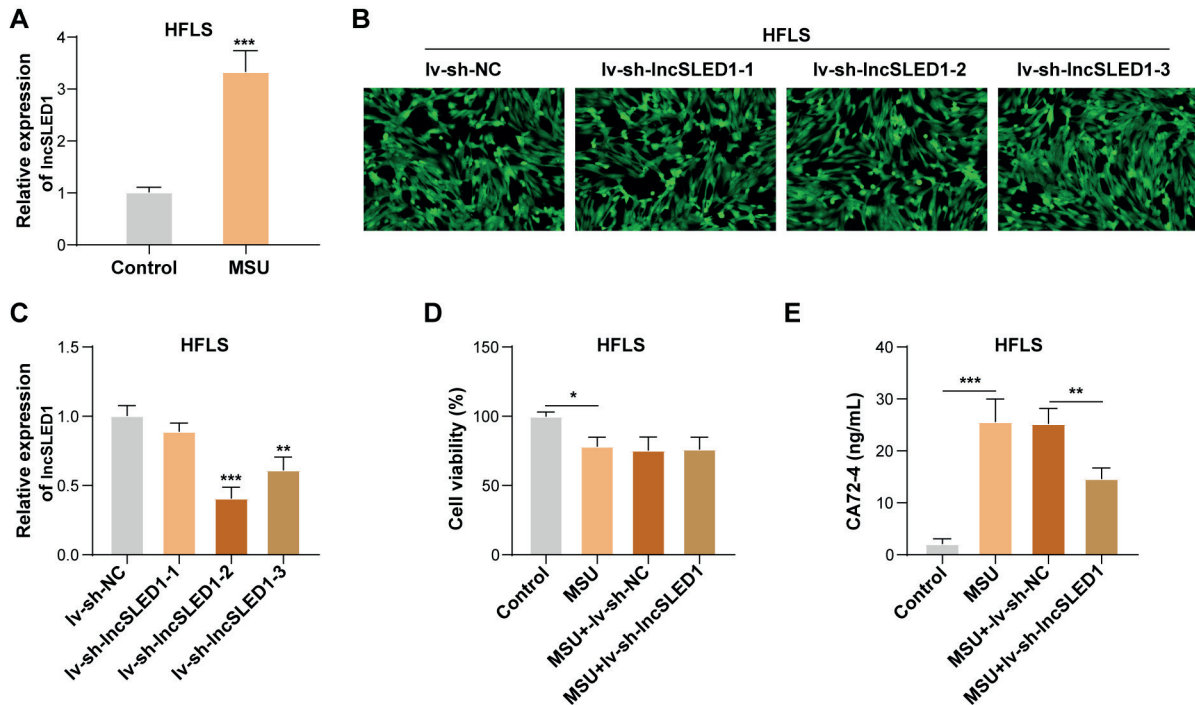 A
HFLS
Relative expression
of lncSLED1
4
3
2
1
0
***
Control
MSU
B
HFLS
lv-sh-NC
lv-sh-lncSLED1-1
lv-sh-lncSLED1-2
lv-sh-lncSLED1-3
C
HFLS
Relative expression
of lncSLED1
1.5
1.0
0.5
0.0
***
**
lv-sh-NC
lv-sh-lncSLED1-1
lv-sh-lncSLED1-2
lv-sh-lncSLED1-3
D
HFLS
Cell viability (%)
150
100
50
0
*
Control
MSU
MSU+-lv-sh-NC
MSU+lv-sh-lncSLED1
E
HFLS
CA72-4 (ng/mL)
40
30
20
10
0
***
**
Control
MSU
MSU+-lv-sh-NC
MSU+lv-sh-lncSLED1